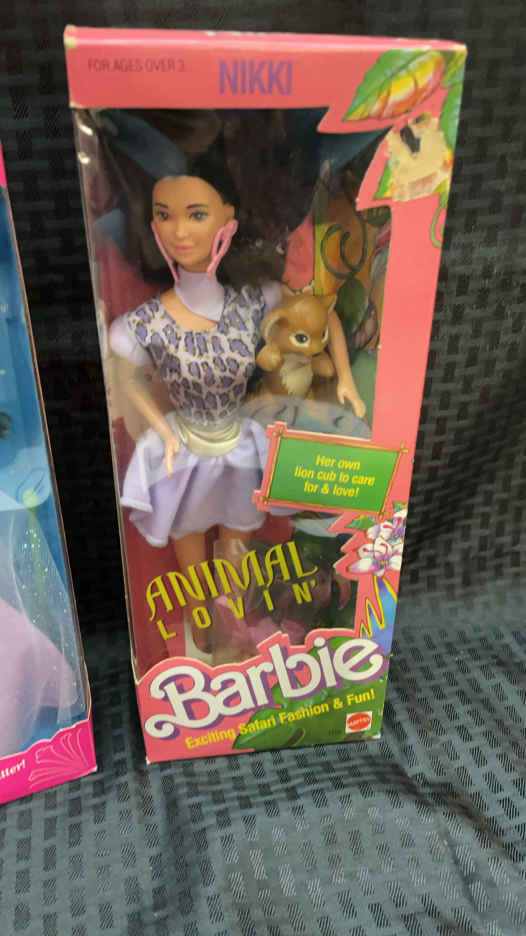 FOR AGES OVER 3
NIKKI
Her own
lion cub to care
for & love!
ANIMAL
LOVIN'
Barbie
Exciting Safari Fashion & Fun!
MATTEL